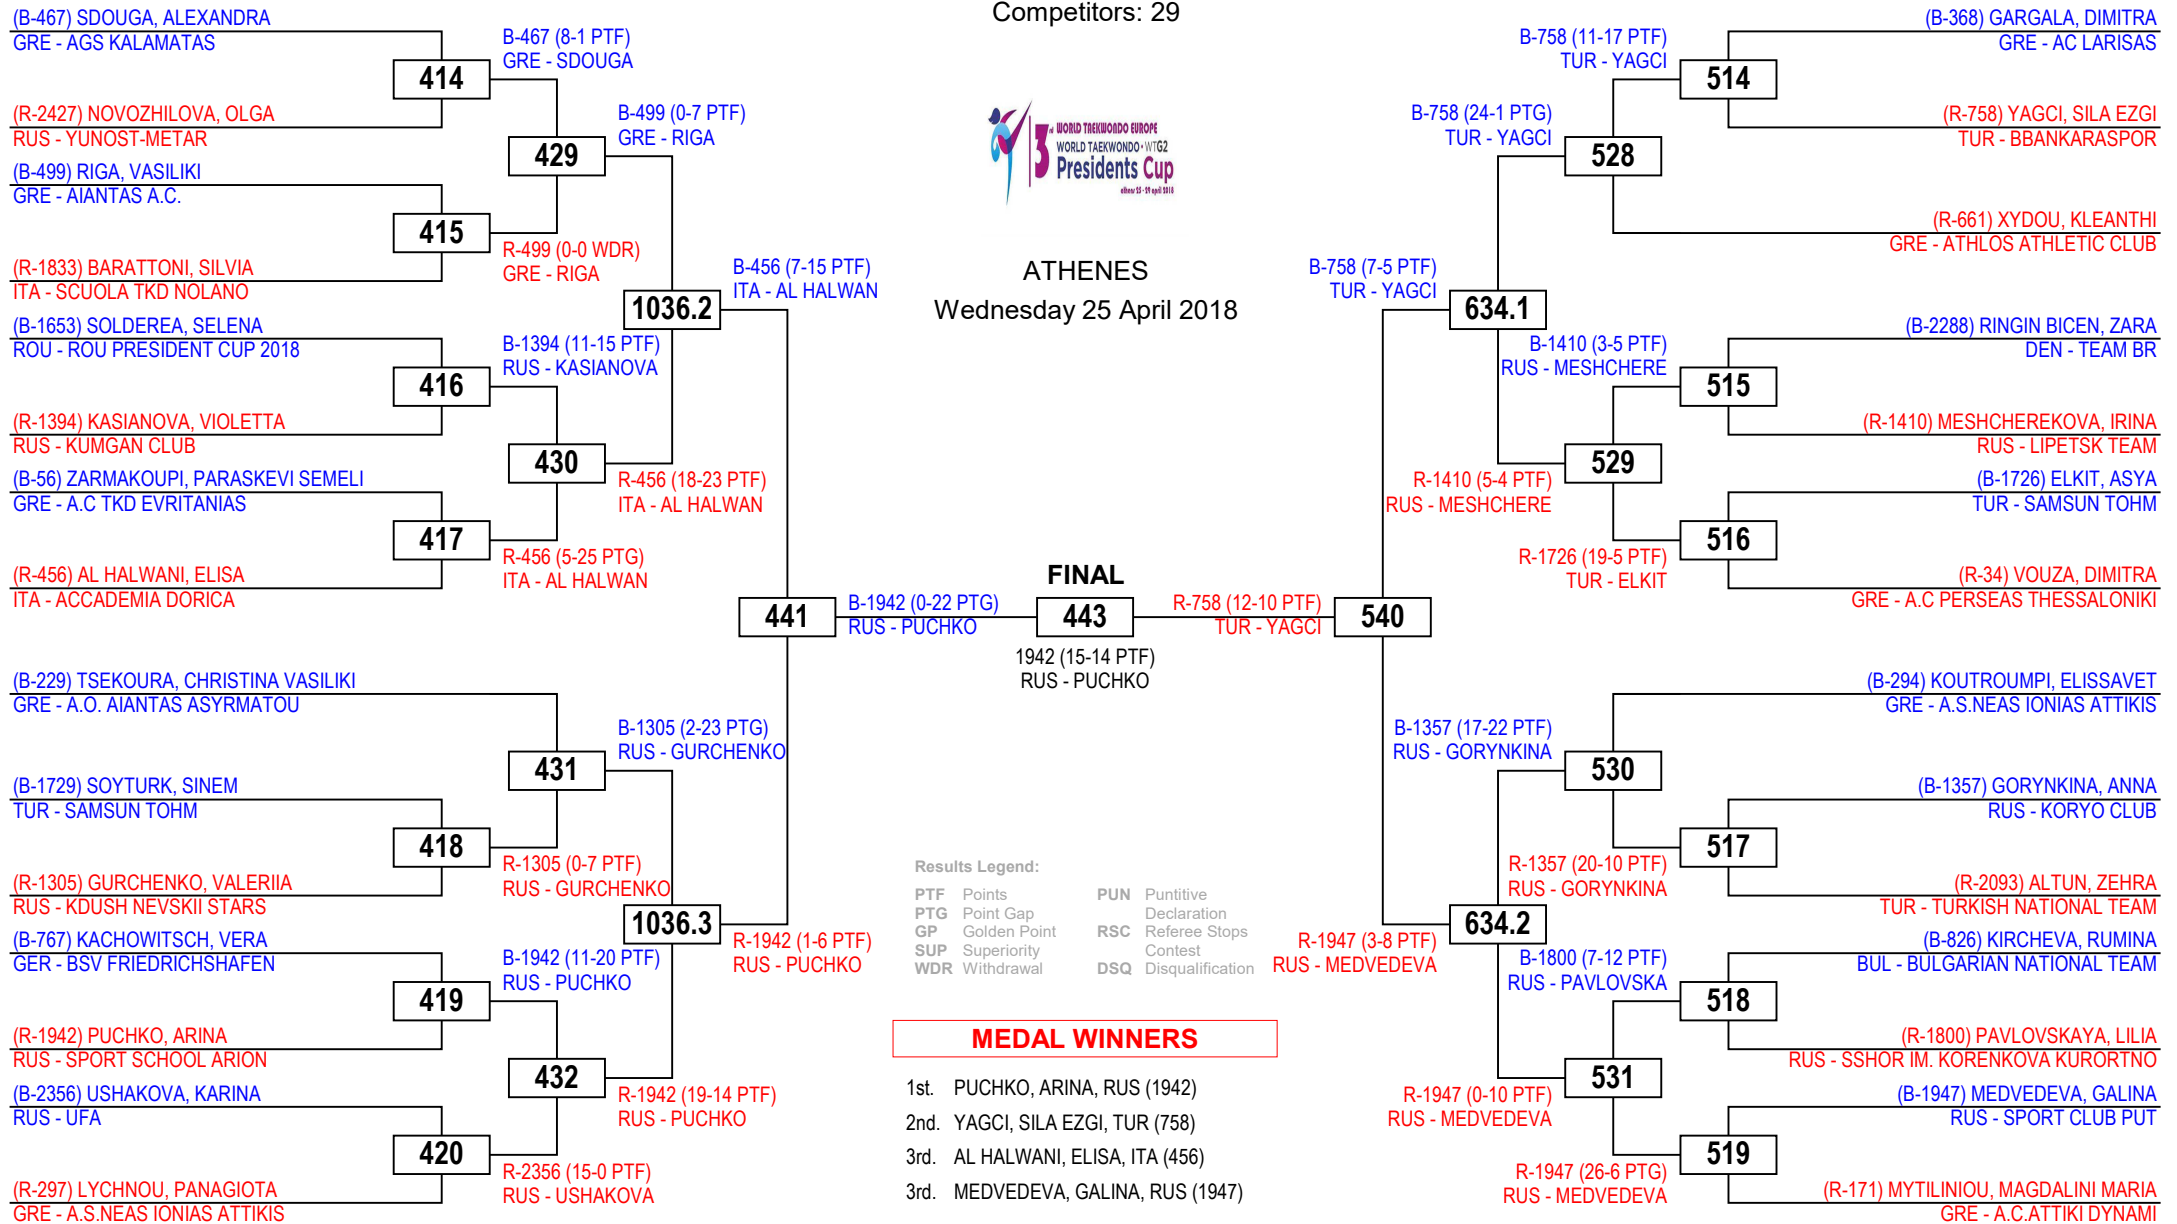 Competitors: 29
(B-467) SDOUGA, ALEXANDRA
GRE - AGS KALAMATAS
(R-2427) NOVOZHILOVA, OLGA
RUS - YUNOST-METAR
(B-499) RIGA, VASILIKI
GRE - AIANTAS A.C.
(R-1833) BARATTONI, SILVIA
ITA - SCUOLA TKD NOLANO
(B-1653) SOLDEREA, SELENA
ROU - ROU PRESIDENT CUP 2018
(R-1394) KASIANOVA, VIOLETTA
RUS - KUMGAN CLUB
(B-56) ZARMAKOUPI, PARASKEVI SEMELI
GRE - A.C TKD EVRITANIAS
(R-456) AL HALWANI, ELISA
ITA - ACCADEMIA DORICA
(B-229) TSEKOURA, CHRISTINA VASILIKI
GRE - A.O. AIANTAS ASYRMATOU
(B-1729) SOYTURK, SINEM
TUR - SAMSUN TOHM
(R-1305) GURCHENKO, VALERIIA
RUS - KDUSH NEVSKII STARS
(B-767) KACHOWITSCH, VERA
GER - BSV FRIEDRICHSHAFEN
(R-1942) PUCHKO, ARINA
RUS - SPORT SCHOOL ARION
(B-2356) USHAKOVA, KARINA
RUS - UFA
(R-297) LYCHNOU, PANAGIOTA
GRE - A.S.NEAS IONIAS ATTIKIS
414
415
416
417
418
419
420
B-467 (8-1 PTF)
GRE - SDOUGA
R-499 (0-0 WDR)
GRE - RIGA
B-1394 (11-15 PTF)
RUS - KASIANOVA
R-456 (5-25 PTG)
ITA - AL HALWAN
R-1305 (0-7 PTF)
RUS - GURCHENKO
B-1942 (11-20 PTF)
RUS - PUCHKO
R-2356 (15-0 PTF)
RUS - USHAKOVA
429
430
431
432
B-499 (0-7 PTF)
GRE - RIGA
R-456 (18-23 PTF)
ITA - AL HALWAN
B-1305 (2-23 PTG)
RUS - GURCHENKO
R-1942 (19-14 PTF)
RUS - PUCHKO
1036.2
1036.3
B-456 (7-15 PTF)
ITA - AL HALWAN
R-1942 (1-6 PTF)
RUS - PUCHKO
441
B-1942 (0-22 PTG)
RUS - PUCHKO
3rd WORLD TAEKWONDO EUROPE
WORLD TAEKWONDO • WTG2
Presidents Cup
athens 25 - 29 april 2018
ATHENES
Wednesday 25 April 2018
FINAL
443
1942 (15-14 PTF)
RUS - PUCHKO
Results Legend:
PTF Points PUN Puntitive
PTG Point Gap Declaration
GP Golden Point RSC Referee Stops
SUP Superiority Contest
WDR Withdrawal DSQ Disqualification
MEDAL WINNERS
1st. PUCHKO, ARINA, RUS (1942)
2nd. YAGCI, SILA EZGI, TUR (758)
3rd. AL HALWANI, ELISA, ITA (456)
3rd. MEDVEDEVA, GALINA, RUS (1947)
R-758 (12-10 PTF)
TUR - YAGCI
540
B-758 (7-5 PTF)
TUR - YAGCI
R-1947 (3-8 PTF)
RUS - MEDVEDEVA
634.1
634.2
B-758 (24-1 PTG)
TUR - YAGCI
R-1410 (5-4 PTF)
RUS - MESHCHERE
B-1357 (17-22 PTF)
RUS - GORYNKINA
R-1947 (0-10 PTF)
RUS - MEDVEDEVA
528
529
530
531
B-758 (11-17 PTF)
TUR - YAGCI
B-1410 (3-5 PTF)
RUS - MESHCHERE
R-1726 (19-5 PTF)
TUR - ELKIT
R-1357 (20-10 PTF)
RUS - GORYNKINA
B-1800 (7-12 PTF)
RUS - PAVLOVSKA
R-1947 (26-6 PTG)
RUS - MEDVEDEVA
514
515
516
517
518
519
(B-368) GARGALA, DIMITRA
GRE - AC LARISAS
(R-758) YAGCI, SILA EZGI
TUR - BBANKARASPOR
(R-661) XYDOU, KLEANTHI
GRE - ATHLOS ATHLETIC CLUB
(B-2288) RINGIN BICEN, ZARA
DEN - TEAM BR
(R-1410) MESHCHEREKOVA, IRINA
RUS - LIPETSK TEAM
(B-1726) ELKIT, ASYA
TUR - SAMSUN TOHM
(R-34) VOUZA, DIMITRA
GRE - A.C PERSEAS THESSALONIKI
(B-294) KOUTROUMPI, ELISSAVET
GRE - A.S.NEAS IONIAS ATTIKIS
(B-1357) GORYNKINA, ANNA
RUS - KORYO CLUB
(R-2093) ALTUN, ZEHRA
TUR - TURKISH NATIONAL TEAM
(B-826) KIRCHEVA, RUMINA
BUL - BULGARIAN NATIONAL TEAM
(R-1800) PAVLOVSKAYA, LILIA
RUS - SSHOR IM. KORENKOVA KURORTNO
(B-1947) MEDVEDEVA, GALINA
RUS - SPORT CLUB PUT
(R-171) MYTILINIOU, MAGDALINI MARIA
GRE - A.C.ATTIKI DYNAMI